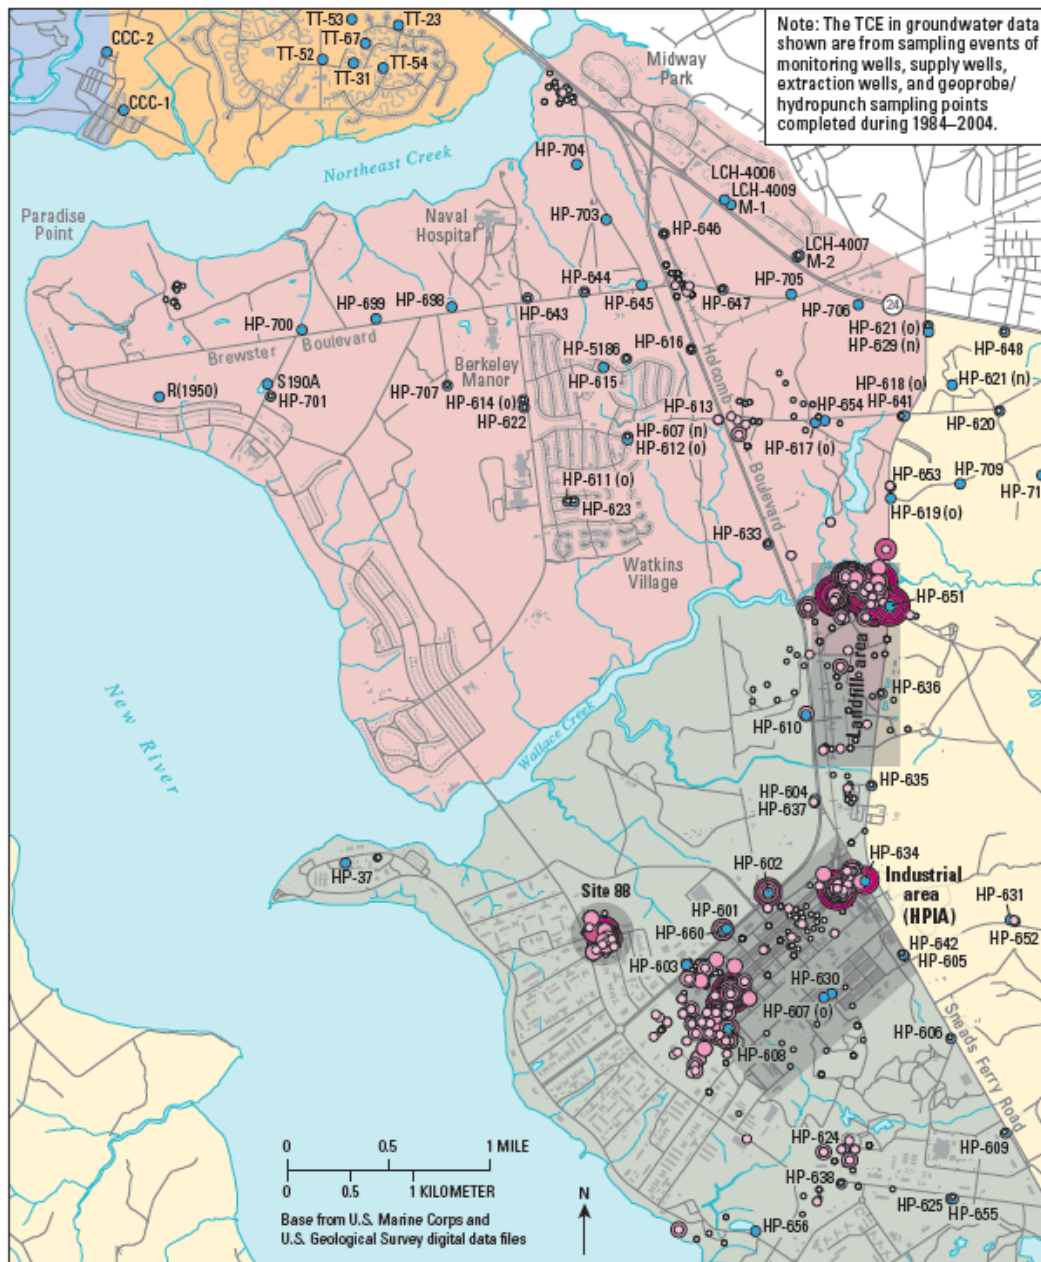 Note: The TCE in groundwater data
shown are from sampling events of
monitoring wells, supply wells,
extraction wells, and geoprobe/
hydropunch sampling points
completed during 1984–2004.
CCC-2
CCC-1
TT-53
TT-23
TT-67
TT-52
TT-31
TT-54
Midway
Park
Northeast Creek
HP-704
LCH-4006
LCH-4009
M-1
Paradise
Point
Naval
Hospital
HP-703
HP-646
LCH-4007
M-2
HP-644
HP-705
HP-645
HP-647
HP-699
HP-698
HP-643
HP-706
24
HP-700
HP-621 (o)
HP-629 (n)
HP-648
Brewster
Boulevard
Berkeley
Manor
HP-5186
HP-616
Holcomb
Boulevard
HP-615
HP-621 (n)
S190A
R(1950)
HP-701
HP-707
HP-614 (o)
HP-622
HP-613
HP-618 (o)
HP-654
HP-641
HP-620
HP-607 (n)
HP-612 (o)
HP-617 (o)
HP-611 (o)
HP-623
HP-653
HP-709
HP-71
HP-619 (o)
HP-633
Watkins
Village
HP-651
Landfill area
HP-636
New
River
Wallace Creek
HP-610
HP-635
HP-604
HP-637
HP-602
HP-634
HP-37
Site 88
Industrial
area
(HPIA)
HP-631
HP-652
HP-601
HP-660
HP-642
HP-605
HP-603
HP-630
HP-607 (o)
HP-606
HP-608
Sneads Ferry Road
HP-624
HP-609
HP-638
HP-625
HP-655
HP-656
0 0.5 1 MILE
0 0.5 1 KILOMETER
N
Base from U.S. Marine Corps and
U.S. Geological Survey digital data files